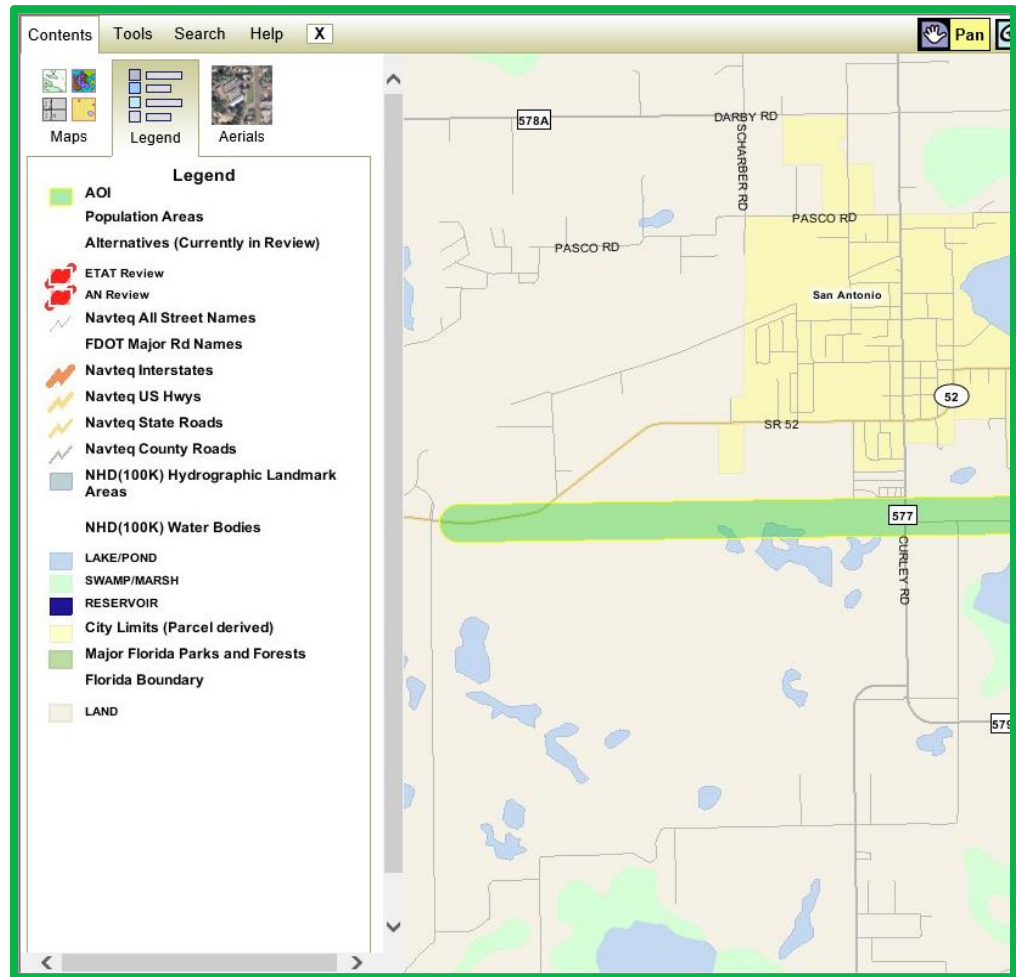 Contents Tools Search Help X Pan
Maps Legend Aerials
Legend
AOI
Population Areas
Alternatives (Currently in Review)
ETAT Review
AN Review
Navteq All Street Names
FDOT Major Rd Names
Navteq Interstates
Navteq US Hwys
Navteq State Roads
Navteq County Roads
NHD(100K) Hydrographic Landmark
Areas
NHD(100K) Water Bodies
LAKE/POND
SWAMP/MARSH
RESERVOIR
City Limits (Parcel derived)
Major Florida Parks and Forests
Florida Boundary
LAND
578A
DARBY RD
SCHARBER RD
PASCO RD
PASCO RD
San Antonio
52
SR 52
577
CURLEY RD
579